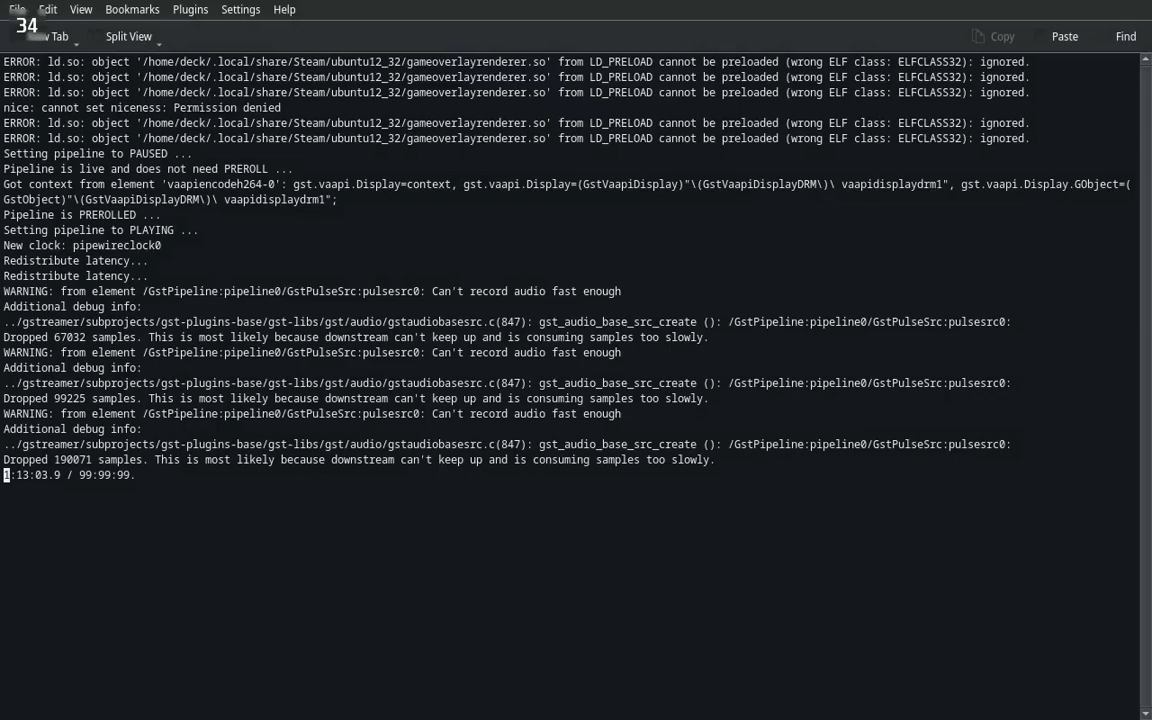 File Edit View Bookmarks Plugins Settings Help
34
Tab Split View Copy Paste Find
ERROR: ld.so: object '/home/deck/.local/share/Steam/ubuntu12_32/gameoverlayrenderer.so' from LD_PRELOAD cannot be preloaded (wrong ELF class: ELFCLASS32): ignored.
ERROR: ld.so: object '/home/deck/.local/share/Steam/ubuntu12_32/gameoverlayrenderer.so' from LD_PRELOAD cannot be preloaded (wrong ELF class: ELFCLASS32): ignored.
ERROR: ld.so: object '/home/deck/.local/share/Steam/ubuntu12_32/gameoverlayrenderer.so' from LD_PRELOAD cannot be preloaded (wrong ELF class: ELFCLASS32): ignored.
nice: cannot set niceness: Permission denied
ERROR: ld.so: object '/home/deck/.local/share/Steam/ubuntu12_32/gameoverlayrenderer.so' from LD_PRELOAD cannot be preloaded (wrong ELF class: ELFCLASS32): ignored.
ERROR: ld.so: object '/home/deck/.local/share/Steam/ubuntu12_32/gameoverlayrenderer.so' from LD_PRELOAD cannot be preloaded (wrong ELF class: ELFCLASS32): ignored.
Setting pipeline to PAUSED ...
Pipeline is live and does not need PREROLL ...
Got context from element 'vaapiencodeh264-0': gst.vaapi.Display=context, gst.vaapi.Display=(GstVaapiDisplay)"\(GstVaapiDisplayDRM\)\ vaapidisplaydrm1", gst.vaapi.Display.GObject=(
GstObject)"\(GstVaapiDisplayDRM\)\ vaapidisplaydrm1";
Pipeline is PREROLLED ...
Setting pipeline to PLAYING ...
New clock: pipewireclock0
Redistribute latency...
Redistribute latency...
WARNING: from element /GstPipeline:pipeline0/GstPulseSrc:pulsesrc0: Can't record audio fast enough
Additional debug info:
../gstreamer/subprojects/gst-plugins-base/gst-libs/gst/audio/gstaudiobasesrc.c(847): gst_audio_base_src_create (): /GstPipeline:pipeline0/GstPulseSrc:pulsesrc0:
Dropped 67032 samples. This is most likely because downstream can't keep up and is consuming samples too slowly.
WARNING: from element /GstPipeline:pipeline0/GstPulseSrc:pulsesrc0: Can't record audio fast enough
Additional debug info:
../gstreamer/subprojects/gst-plugins-base/gst-libs/gst/audio/gstaudiobasesrc.c(847): gst_audio_base_src_create (): /GstPipeline:pipeline0/GstPulseSrc:pulsesrc0:
Dropped 99225 samples. This is most likely because downstream can't keep up and is consuming samples too slowly.
WARNING: from element /GstPipeline:pipeline0/GstPulseSrc:pulsesrc0: Can't record audio fast enough
Additional debug info:
../gstreamer/subprojects/gst-plugins-base/gst-libs/gst/audio/gstaudiobasesrc.c(847): gst_audio_base_src_create (): /GstPipeline:pipeline0/GstPulseSrc:pulsesrc0:
Dropped 190071 samples. This is most likely because downstream can't keep up and is consuming samples too slowly.
1:13:03.9 / 99:99:99.